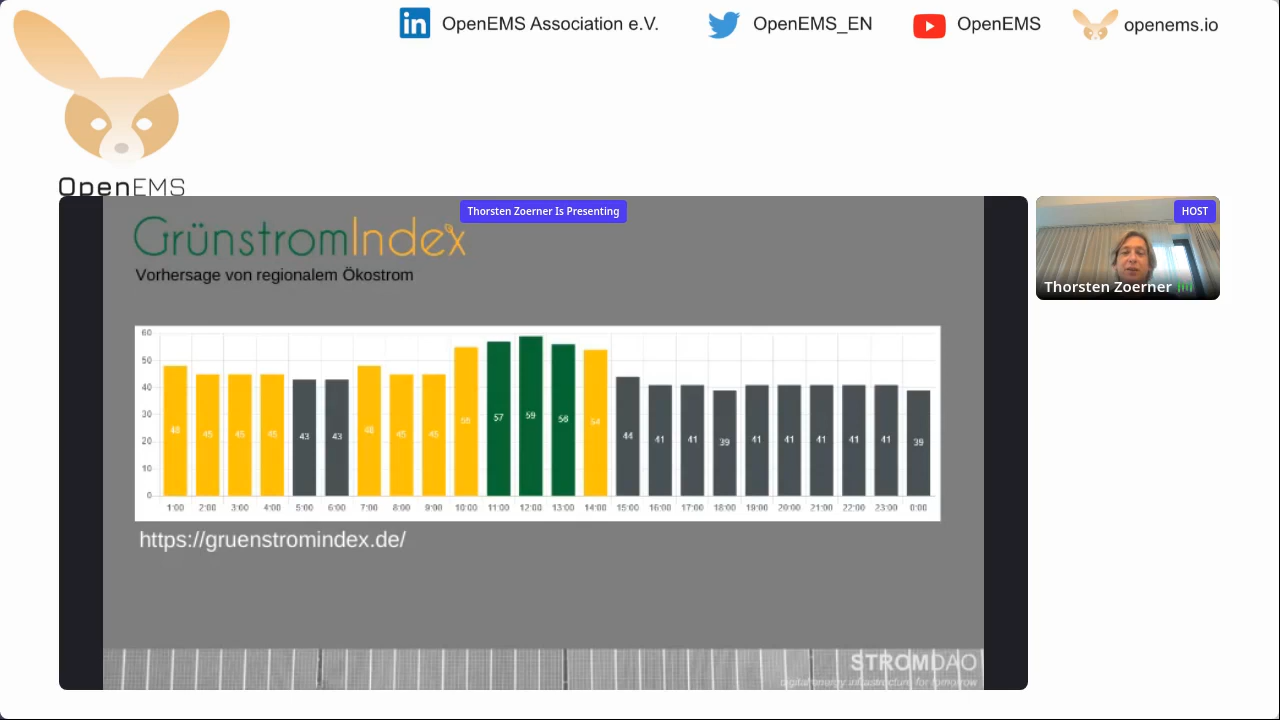 OpenEMS Association e.V.
OpenEMS_EN
OpenEMS
openems.io
OpenEMS
Thorsten Zoerner Is Presenting
HOST
Thorsten Zoerner
GrünstromIndex
Vorhersage von regionalem Ökostrom
60
50
40
30
20
10
0
48 45 45 45 43 43 48 45 45 55 57 59 56 54 44 41 41 39 41 41 41 41 41 39
1:00 2:00 3:00 4:00 5:00 6:00 7:00 8:00 9:00 10:00 11:00 12:00 13:00 14:00 15:00 16:00 17:00 18:00 19:00 20:00 21:00 22:00 23:00 0:00
https://gruenstromindex.de/
STROMDAO
digital energy infrastructure for tomorrow